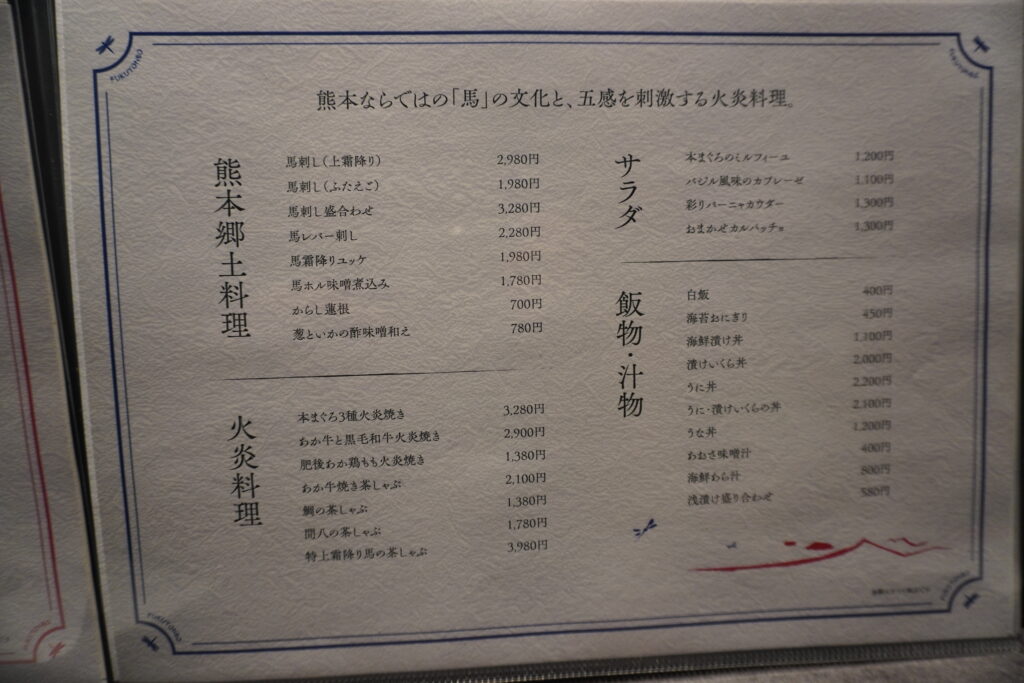 FUKUTOHRO
熊本ならではの「馬」の文化と、五感を刺激する火炎料理。
熊本郷土料理
馬刺し（上霜降り） 2,980円
馬刺し（ふたえご） 1,980円
馬刺し盛合わせ 3,280円
馬レバー刺し 2,280円
馬霜降りユッケ 1,980円
馬ホル味噌煮込み 1,780円
からし蓮根 700円
葱といかの酢味噌和え 780円
火炎料理
本まぐろ3種火炎焼き 3,280円
あか牛と黒毛和牛火炎焼き 2,900円
肥後あか鶏もも火炎焼き 1,380円
あか牛焼き茶しゃぶ 2,100円
鯛の茶しゃぶ 1,380円
間八の茶しゃぶ 1,780円
特上霜降り馬の茶しゃぶ 3,980円
サラダ
本まぐろのミルフィーユ 1,200円
バジル風味のカプレーゼ 1,100円
彩りバーニャカウダー 1,300円
おまかせカルパッチョ 1,300円
飯物・汁物
白飯 400円
海苔おにぎり 450円
海鮮漬け丼 1,100円
漬けいくら丼 2,000円
うに丼 2,200円
うに・漬けいくらの丼 2,100円
うな丼 1,200円
あおさ味噌汁 400円
海鮮あら汁 800円
浅漬け盛り合わせ 580円